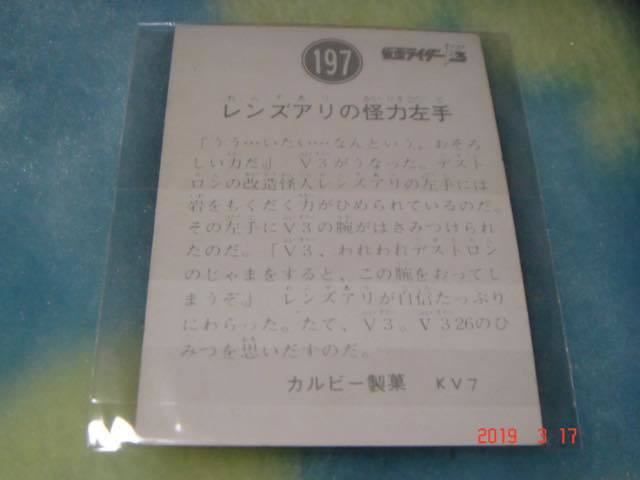 197
仮面ライダーV3
レンズアリの怪力左手
「うう…いたい…なんという、おそろ
しい力だ』 V3がうなった。デスト
ロンの改造怪人レンズアリの左手には
岩をもくだく力がひめられているのだ。
その左手にV3の腕がはさみつけられ
たのだ。「V3、われわれデストロン
のじゃまをすると、この腕をおってし
まうぞ。』 レンズアリが自信たっぷり
にわらった。たて、V3。V326のひ
みつを思いだすのだ。
カルビー製菓 KV7
2019 3 17